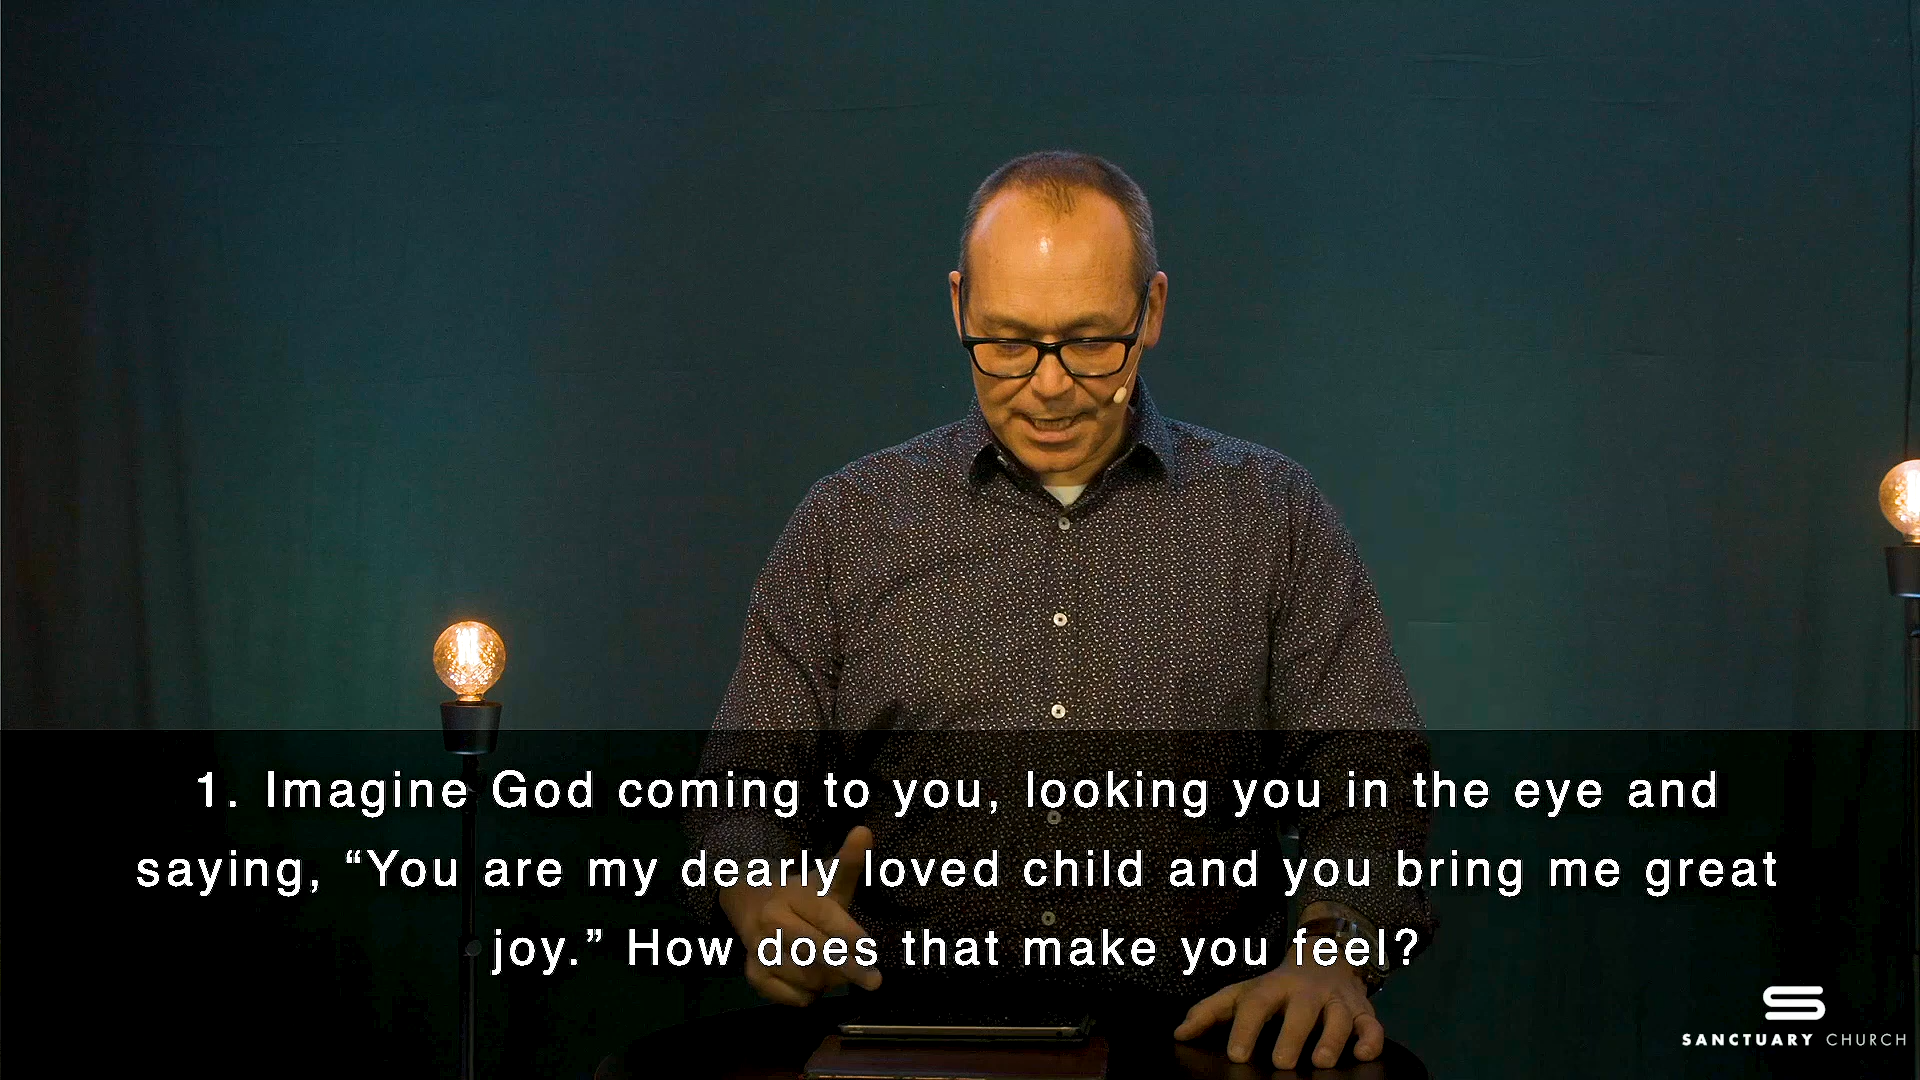 1. Imagine God coming to you, looking you in the eye and
saying, “You are my dearly loved child and you bring me great
joy.” How does that make you feel?
SANCTUARY CHURCH